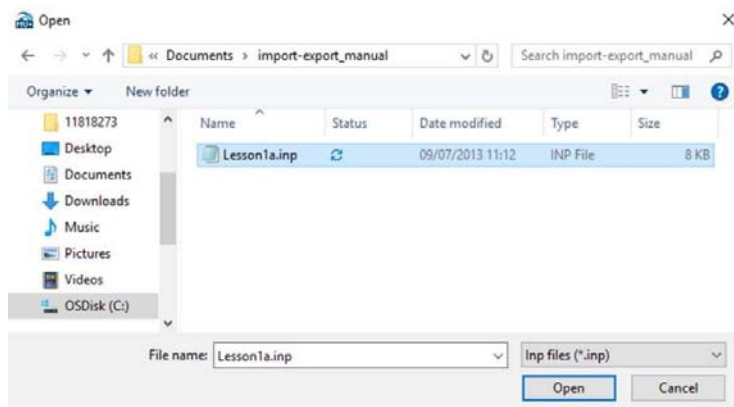 Open
« Documents › import-export_manual
Search import-export_manual
Organize
New folder
Name Status Date modified Type Size
Lesson1a.inp 09/07/2013 11:12 INP File 8 KB
11818273
Desktop
Documents
Downloads
Music
Pictures
Videos
OSDisk (C:)
File name: Lesson1a.inp
Inp files (*.inp)
Open Cancel